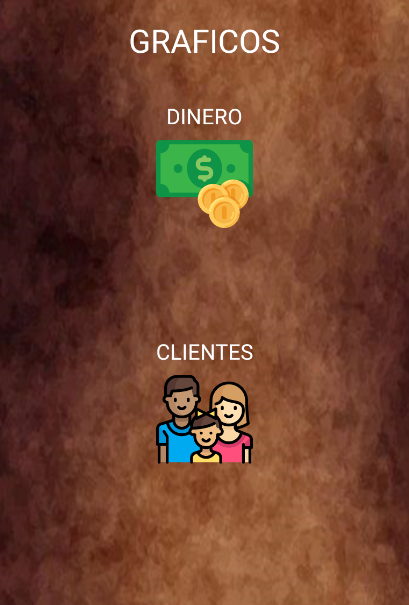 GRAFICOS
DINERO
$
CLIENTES